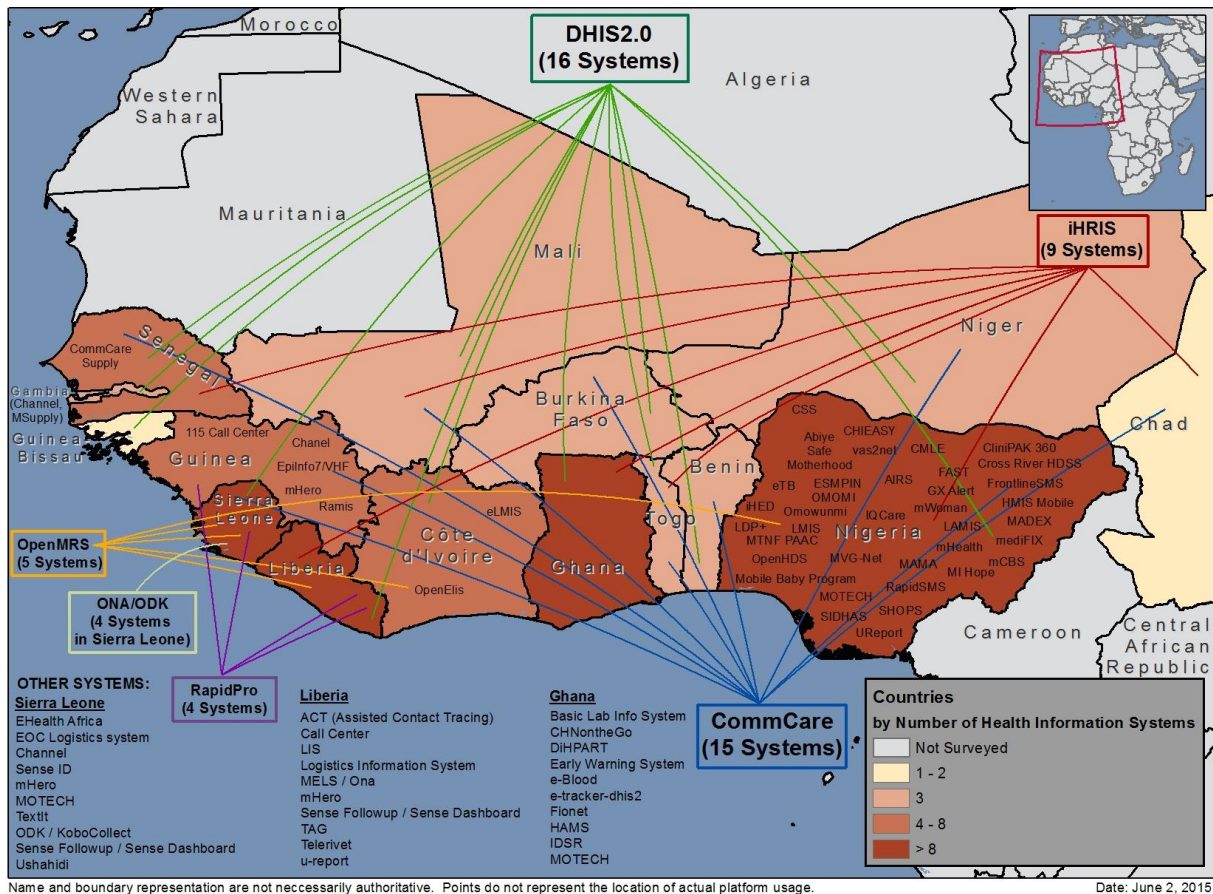 Morocco
Western
Sahara
Algeria
Mauritania
Mali
Niger
Chad
DHIS2.0
(16 Systems)
iHRIS
(9 Systems)
Senegal
CommCare
Supply
Gambia
(Channel,
MSupply)
Guinea
Bissau
115 Call Center
Guinea
Chanel
EpiInfo7/VHF
mHero
Ramis
Sierra
Leone
Liberia
Côte
d'Ivoire
eLMIS
OpenElis
Burkina
Faso
Ghana
Togo
Benin
Nigeria
CSS
CHIEASY
Abiye
Safe
Motherhood
vas2net
CMLE
CliniPAK 360
Cross River HDSS
FAST
FrontlineSMS
eTB
ESMPIN
OMOMI
AIRS
GX Alert
HMIS Mobile
iHED
Omowunmi
IQCare
mWoman
MADEX
LDP+
LMIS
LAMIS
mediFIX
MTNF PAAC
mHealth
OpenHDS
MVG-Net
MAMA
mCBS
MI Hope
Mobile Baby Program
RapidSMS
MOTECH
SHOPS
SIDHAS
UReport
Cameroon
Central
African
Republic
OpenMRS
(5 Systems)
ONA/ODK
(4 Systems
in Sierra Leone)
RapidPro
(4 Systems)
CommCare
(15 Systems)
OTHER SYSTEMS:
Sierra Leone
EHealth Africa
EOC Logistics system
Channel
Sense ID
mHero
MOTECH
TextIt
ODK / KoboCollect
Sense Followup / Sense Dashboard
Ushahidi
Liberia
ACT (Assisted Contact Tracing)
Call Center
LIS
Logistics Information System
MELS / Ona
mHero
Sense Followup / Sense Dashboard
TAG
Telerivet
u-report
Ghana
Basic Lab Info System
CHNontheGo
DiHPART
Early Warning System
e-Blood
e-tracker-dhis2
Fionet
HAMS
IDSR
MOTECH
Countries
by Number of Health Information Systems
Not Surveyed
1 - 2
3
4 - 8
> 8
Name and boundary representation are not neccessarily authoritative. Points do not represent the location of actual platform usage.
Date: June 2, 2015